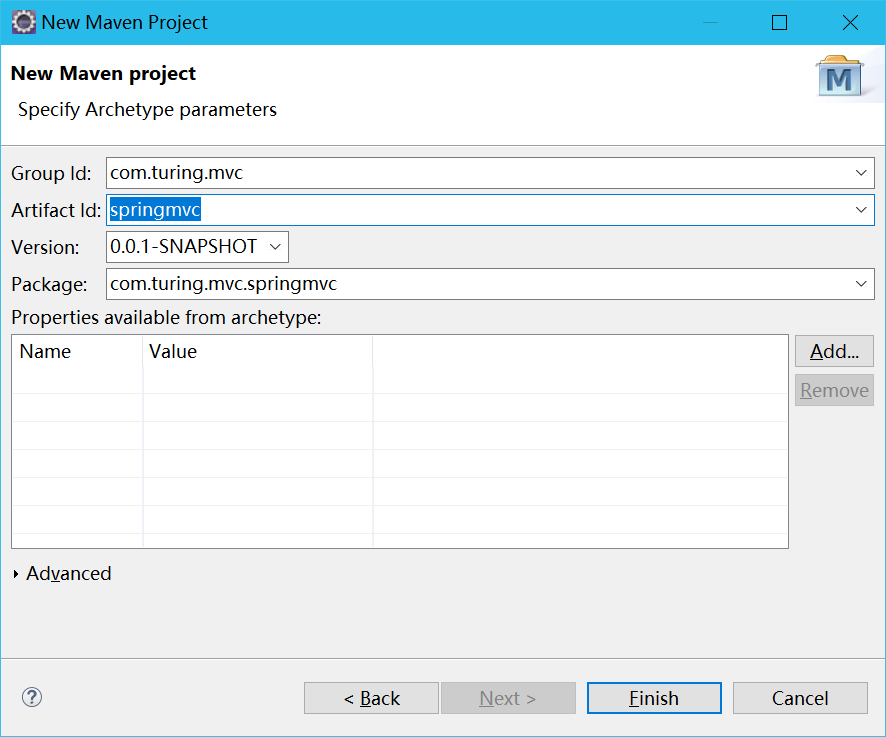 New Maven Project
New Maven project
Specify Archetype parameters
M
Group Id: com.turing.mvc
Artifact Id: springmvc
Version: 0.0.1-SNAPSHOT
Package: com.turing.mvc.springmvc
Properties available from archetype:
Name Value
Add...
Remove
Advanced
? < Back Next > Finish Cancel